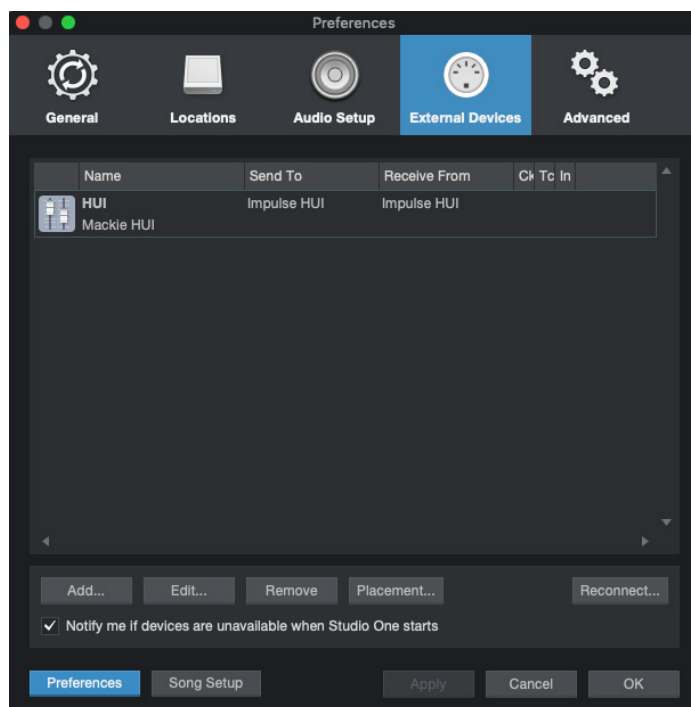 Preferences
General Locations Audio Setup External Devices Advanced
Name Send To Receive From Tc In
HUI Impulse HUI Impulse HUI
Mackie HUI
Add... Edit... Remove Placement... Reconnect...
Notify me if devices are unavailable when Studio One starts
Preferences Song Setup Apply Cancel OK